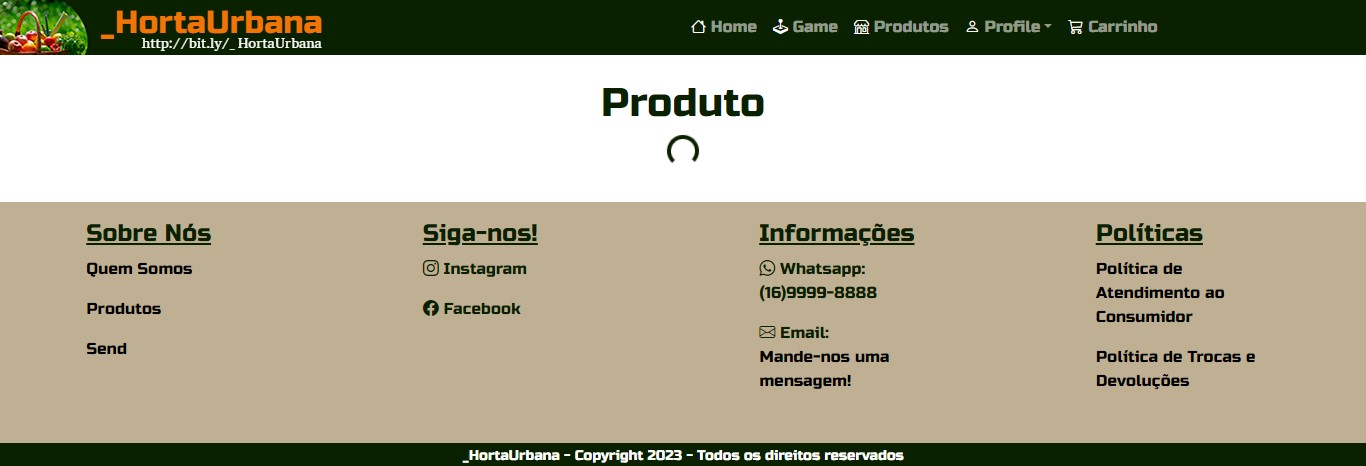 _HortaUrbana
http://bit.ly/_HortaUrbana
Home Game Produtos Profile Carrinho
Produto
Sobre Nós
Quem Somos
Produtos
Send
Siga-nos!
Instagram
Facebook
Informações
Whatsapp:
(16)9999-8888
Email:
Mande-nos uma
mensagem!
Políticas
Política de
Atendimento ao
Consumidor
Política de Trocas e
Devoluções
_HortaUrbana - Copyright 2023 - Todos os direitos reservados